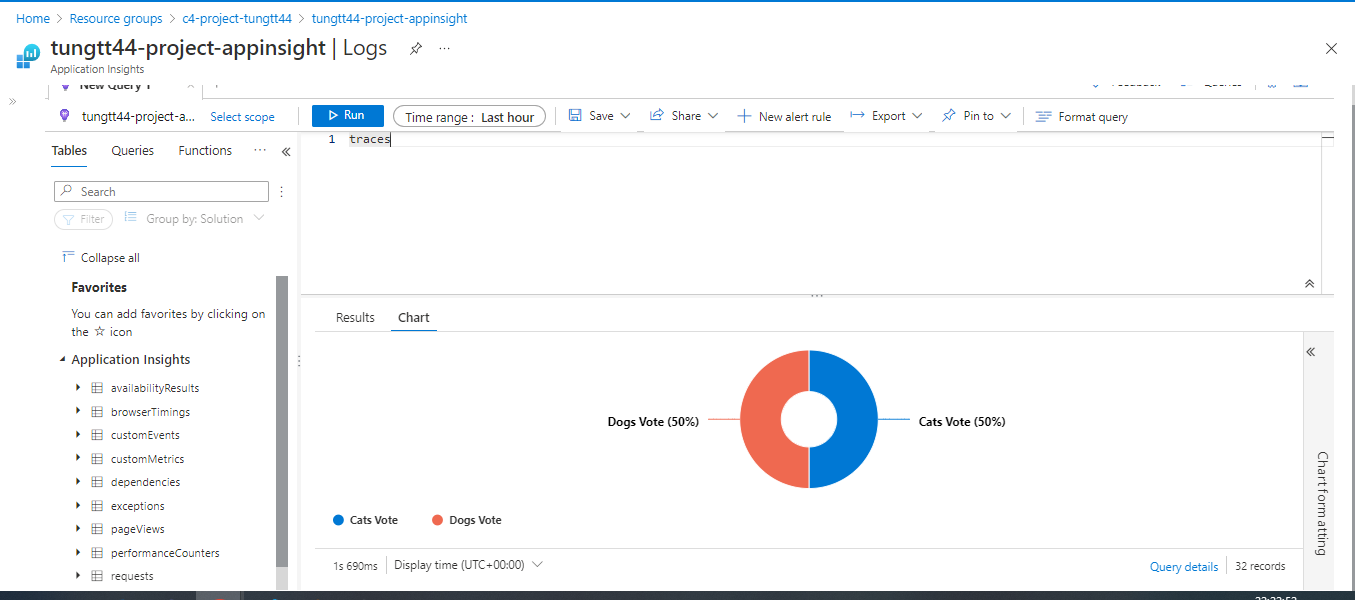 Home > Resource groups > c4-project-tungtt44 > tungtt44-project-appinsight
tungtt44-project-appinsight | Logs
Application Insights
New Query 1
Feedback Queries
tungtt44-project-a... Select scope Run Time range : Last hour Save Share New alert rule Export Pin to Format query
Tables Queries Functions
1 traces
Search
Filter Group by: Solution
Collapse all
Favorites
You can add favorites by clicking on
the ☆ icon
Application Insights
availabilityResults
browserTimings
customEvents
customMetrics
dependencies
exceptions
pageViews
performanceCounters
requests
Results Chart
Dogs Vote (50%) Cats Vote (50%)
Cats Vote Dogs Vote
1s 690ms Display time (UTC+00:00) Query details 32 records
Chart form atting